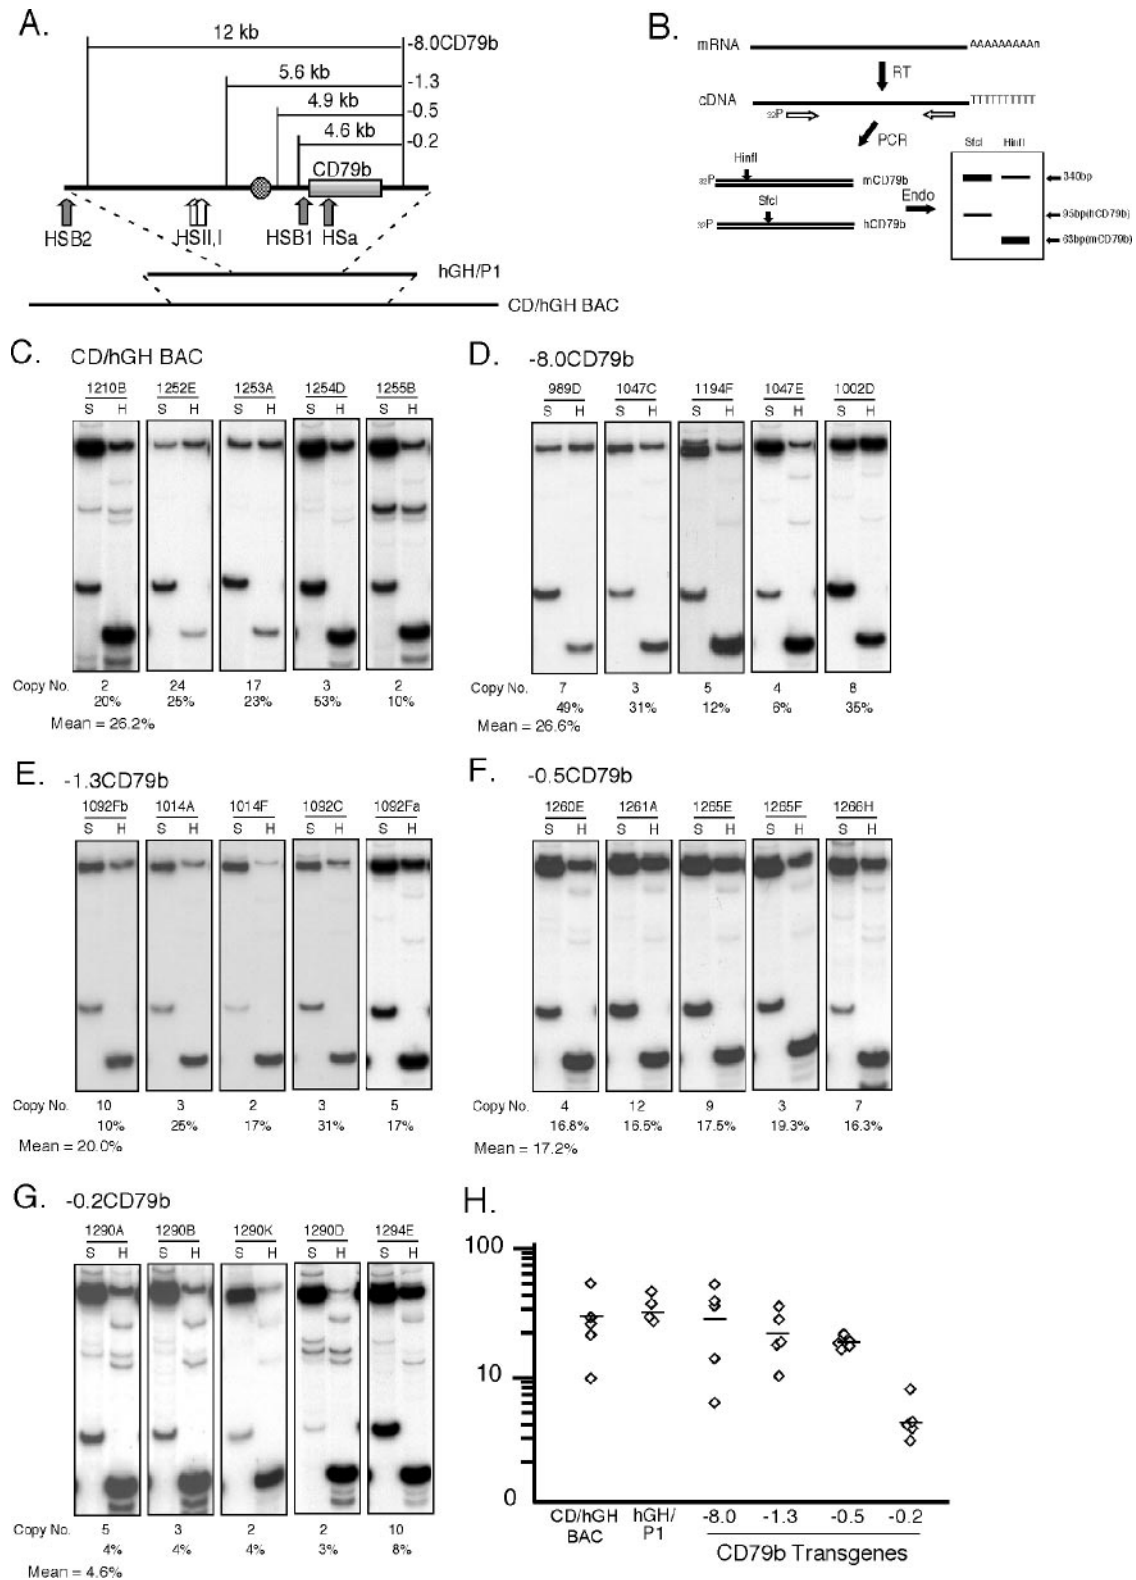 A.
12 kb
-8.0CD79b
5.6 kb
-1.3
4.9 kb
-0.5
4.6 kb
-0.2
CD79b
HSB2
HSII,I
HSB1
HSa
hGH/P1
CD/hGH BAC
B.
mRNA
AAAAAAAAAn
RT
cDNA
TTTTTTTTTT
32P
PCR
HinfI
32P
mCD79b
SfcI
32P
hCD79b
Endo
SfcI HinfI
340bp
95bp(hCD79b)
63bp(mCD79b)
C. CD/hGH BAC
1210B 1252E 1253A 1254D 1255B
S H S H S H S H S H
Copy No. 2 24 17 3 2
20% 25% 23% 53% 10%
Mean = 26.2%
D. -8.0CD79b
989D 1047C 1194F 1047E 1002D
S H S H S H S H S H
Copy No. 7 3 5 4 8
49% 31% 12% 6% 35%
Mean = 26.6%
E. -1.3CD79b
1092Fb 1014A 1014F 1092C 1092Fa
S H S H S H S H S H
Copy No. 10 3 2 3 5
10% 25% 17% 31% 17%
Mean = 20.0%
F. -0.5CD79b
1260E 1261A 1265E 1265F 1266H
S H S H S H S H S H
Copy No. 4 12 9 3 7
16.8% 16.5% 17.5% 19.3% 16.3%
Mean = 17.2%
G. -0.2CD79b
1290A 1290B 1290K 1290D 1294E
S H S H S H S H S H
Copy No. 5 3 2 2 10
4% 4% 4% 3% 8%
Mean = 4.6%
H.
100
10
0
CD/hGH BAC
hGH/P1
-8.0 -1.3 -0.5 -0.2
CD79b Transgenes